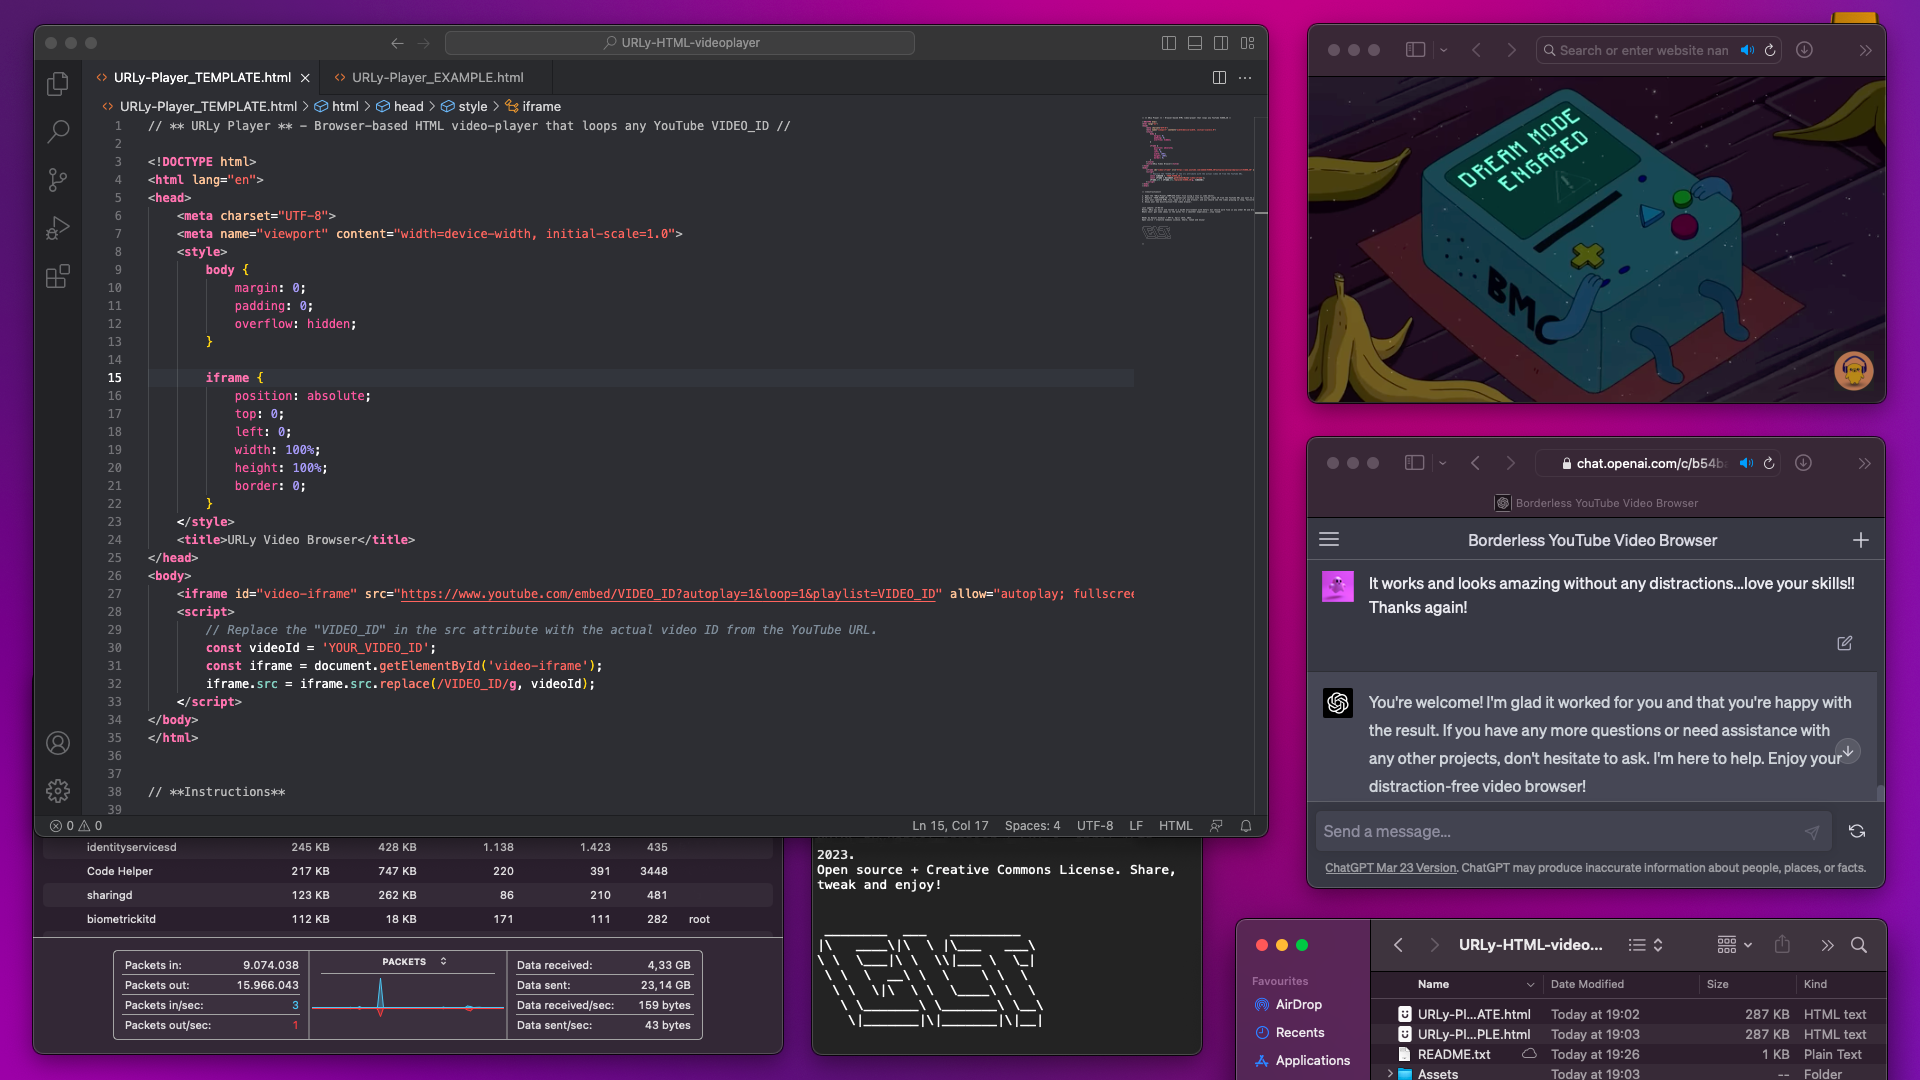 URLy-HTML-videoplayer
URLy-Player_TEMPLATE.html
URLy-Player_EXAMPLE.html
URLy-Player_TEMPLATE.html > html > head > style > iframe
1 // ** URLy Player ** - Browser-based HTML video-player that loops any YouTube VIDEO_ID //
2
3 <!DOCTYPE html>
4 <html lang="en">
5 <head>
6 <meta charset="UTF-8">
7 <meta name="viewport" content="width=device-width, initial-scale=1.0">
8 <style>
9 body {
10 margin: 0;
11 padding: 0;
12 overflow: hidden;
13 }
14
15 iframe {
16 position: absolute;
17 top: 0;
18 left: 0;
19 width: 100%;
20 height: 100%;
21 border: 0;
22 }
23 </style>
24 <title>URLy Video Browser</title>
25 </head>
26 <body>
27 <iframe id="video-iframe" src="https://www.youtube.com/embed/VIDEO_ID?autoplay=1&loop=1&playlist=VIDEO_ID" allow="autoplay; fullscree
28 <script>
29 // Replace the "VIDEO_ID" in the src attribute with the actual video ID from the YouTube URL.
30 const videoId = 'YOUR_VIDEO_ID';
31 const iframe = document.getElementById('video-iframe');
32 iframe.src = iframe.src.replace(/VIDEO_ID/g, videoId);
33 </script>
34 </body>
35 </html>
36
37
38 // **Instructions**
39
0 0
Ln 15, Col 17 Spaces: 4 UTF-8 LF HTML
Search or enter website nam
DREAM MODE
ENGAGED
BMO
chat.openai.com/c/b54ba
Borderless YouTube Video Browser
Borderless YouTube Video Browser
It works and looks amazing without any distractions...love your skills!!
Thanks again!
You're welcome! I'm glad it worked for you and that you're happy with
the result. If you have any more questions or need assistance with
any other projects, don't hesitate to ask. I'm here to help. Enjoy your
distraction-free video browser!
Send a message...
ChatGPT Mar 23 Version. ChatGPT may produce inaccurate information about people, places, or facts.
identityservicesd 245 KB 428 KB 1.138 1.423 435
Code Helper 217 KB 747 KB 220 391 3448
sharingd 123 KB 262 KB 86 210 481
biometrickitd 112 KB 18 KB 171 111 282 root
Packets in: 9.074.038
Packets out: 15.966.043
Packets in/sec: 3
Packets out/sec: 1
PACKETS
Data received: 4,33 GB
Data sent: 23,14 GB
Data received/sec: 159 bytes
Data sent/sec: 43 bytes
2023.
Open source + Creative Commons License. Share,
tweak and enjoy!
URLy-HTML-video...
Favourites
AirDrop
Recents
Applications
Name Date Modified Size Kind
URLy-Pl...ATE.html Today at 19:02 287 KB HTML text
URLy-Pl...PLE.html Today at 19:03 287 KB HTML text
README.txt Today at 19:26 1 KB Plain Text
Assets Today at 19:03 -- Folder